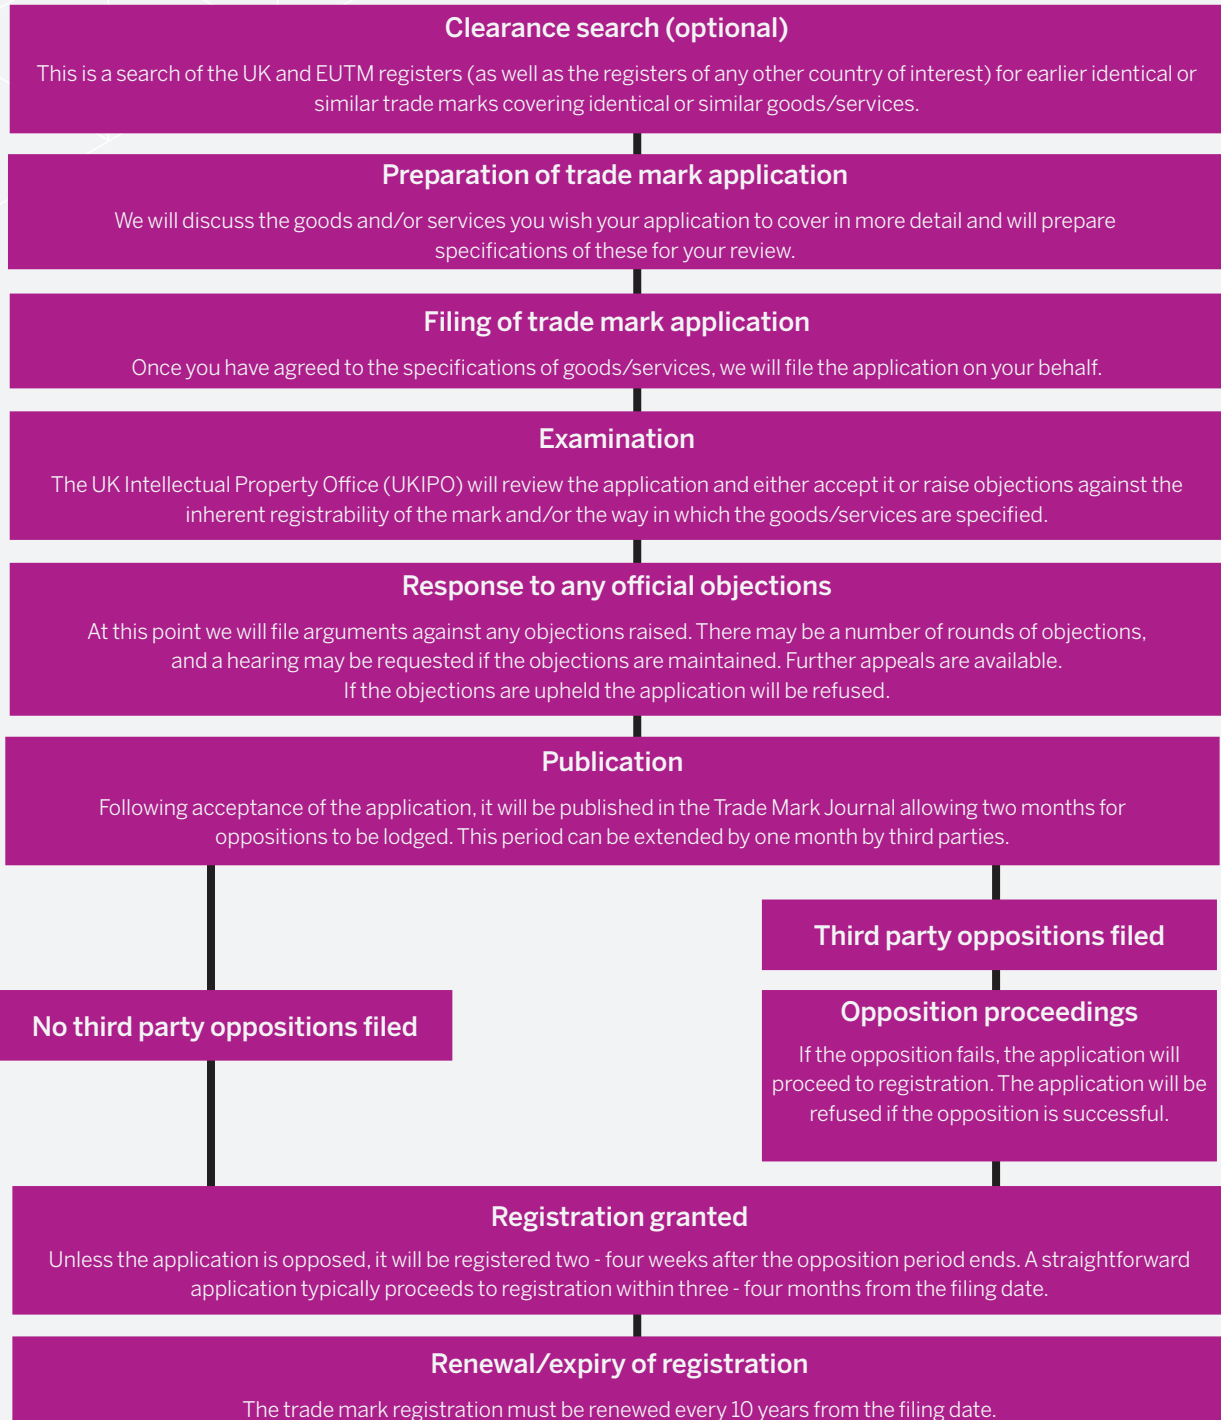 Clearance search (optional)
This is a search of the UK and EUTM registers (as well as the registers of any other country of interest) for earlier identical or
similar trade marks covering identical or similar goods/services.
Preparation of trade mark application
We will discuss the goods and/or services you wish your application to cover in more detail and will prepare
specifications of these for your review.
Filing of trade mark application
Once you have agreed to the specifications of goods/services, we will file the application on your behalf.
Examination
The UK Intellectual Property Office (UKIPO) will review the application and either accept it or raise objections against the
inherent registrability of the mark and/or the way in which the goods/services are specified.
Response to any official objections
At this point we will file arguments against any objections raised. There may be a number of rounds of objections,
and a hearing may be requested if the objections are maintained. Further appeals are available.
If the objections are upheld the application will be refused.
Publication
Following acceptance of the application, it will be published in the Trade Mark Journal allowing two months for
oppositions to be lodged. This period can be extended by one month by third parties.
Third party oppositions filed
No third party oppositions filed
Opposition proceedings
If the opposition fails, the application will
proceed to registration. The application will be
refused if the opposition is successful.
Registration granted
Unless the application is opposed, it will be registered two - four weeks after the opposition period ends. A straightforward
application typically proceeds to registration within three - four months from the filing date.
Renewal/expiry of registration
The trade mark registration must be renewed every 10 years from the filing date.